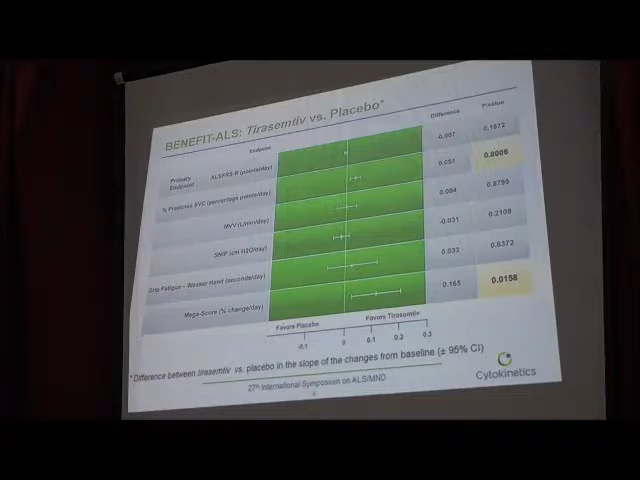 BENEFIT-ALS: Tirasemtiv vs. Placebo*
Endpoint Difference P-value
Primary Endpoint ALSFRS-R (points/day) -0.007 0.1872
% Predicted SVC (percentage points/day) 0.051 0.0006
MVV (L/min/day) 0.004 0.8799
SNIP (cm H2O/day) -0.031 0.2108
Grip Fatigue – Weaker Hand (seconds/day) 0.033 0.6372
Mega-Score (% change/day) 0.165 0.0158
Favors Placebo Favors Tirasemtiv
-0.1 0 0.1 0.2 0.3
* Difference between tirasemtiv vs. placebo in the slope of the changes from baseline (± 95% CI)
27th International Symposium on ALS/MND
Cytokinetics